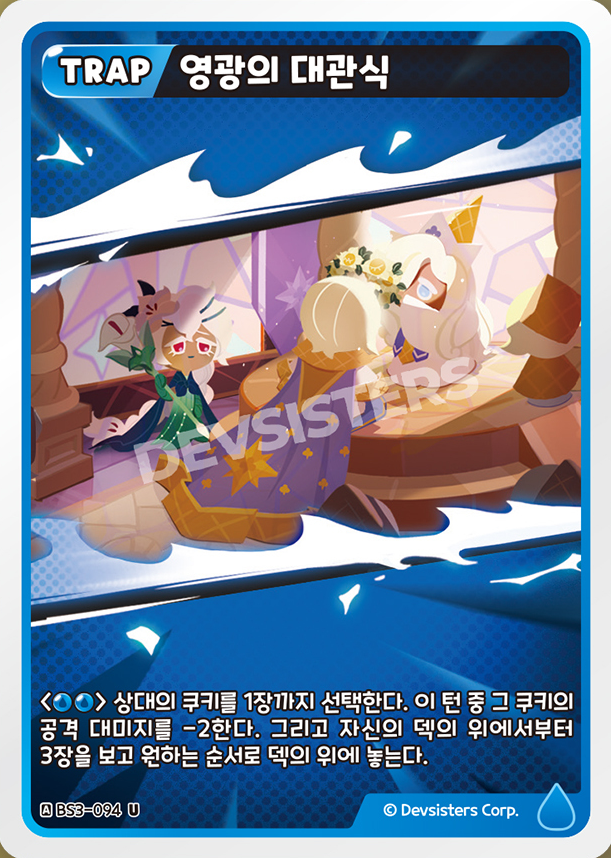 TRAP 영광의 대관식
DEVSISTERS
< > 상대의 쿠키를 1장까지 선택한다. 이 턴 중 그 쿠키의
공격 대미지를 -2한다. 그리고 자신의 덱의 위에서부터
3장을 보고 원하는 순서로 덱의 위에 놓는다.
A BS3-094 U
© Devsisters Corp.